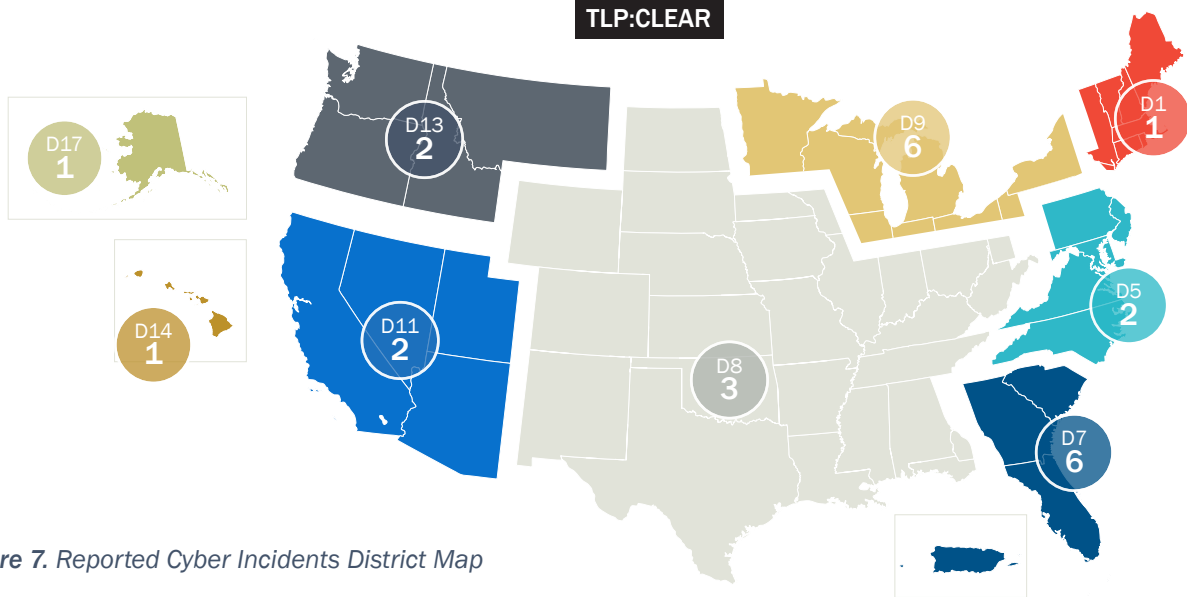 TLP:CLEAR
D17
1
D13
2
D9
6
D1
1
D14
1
D11
2
D8
3
D5
2
D7
6
re 7. Reported Cyber Incidents District Map